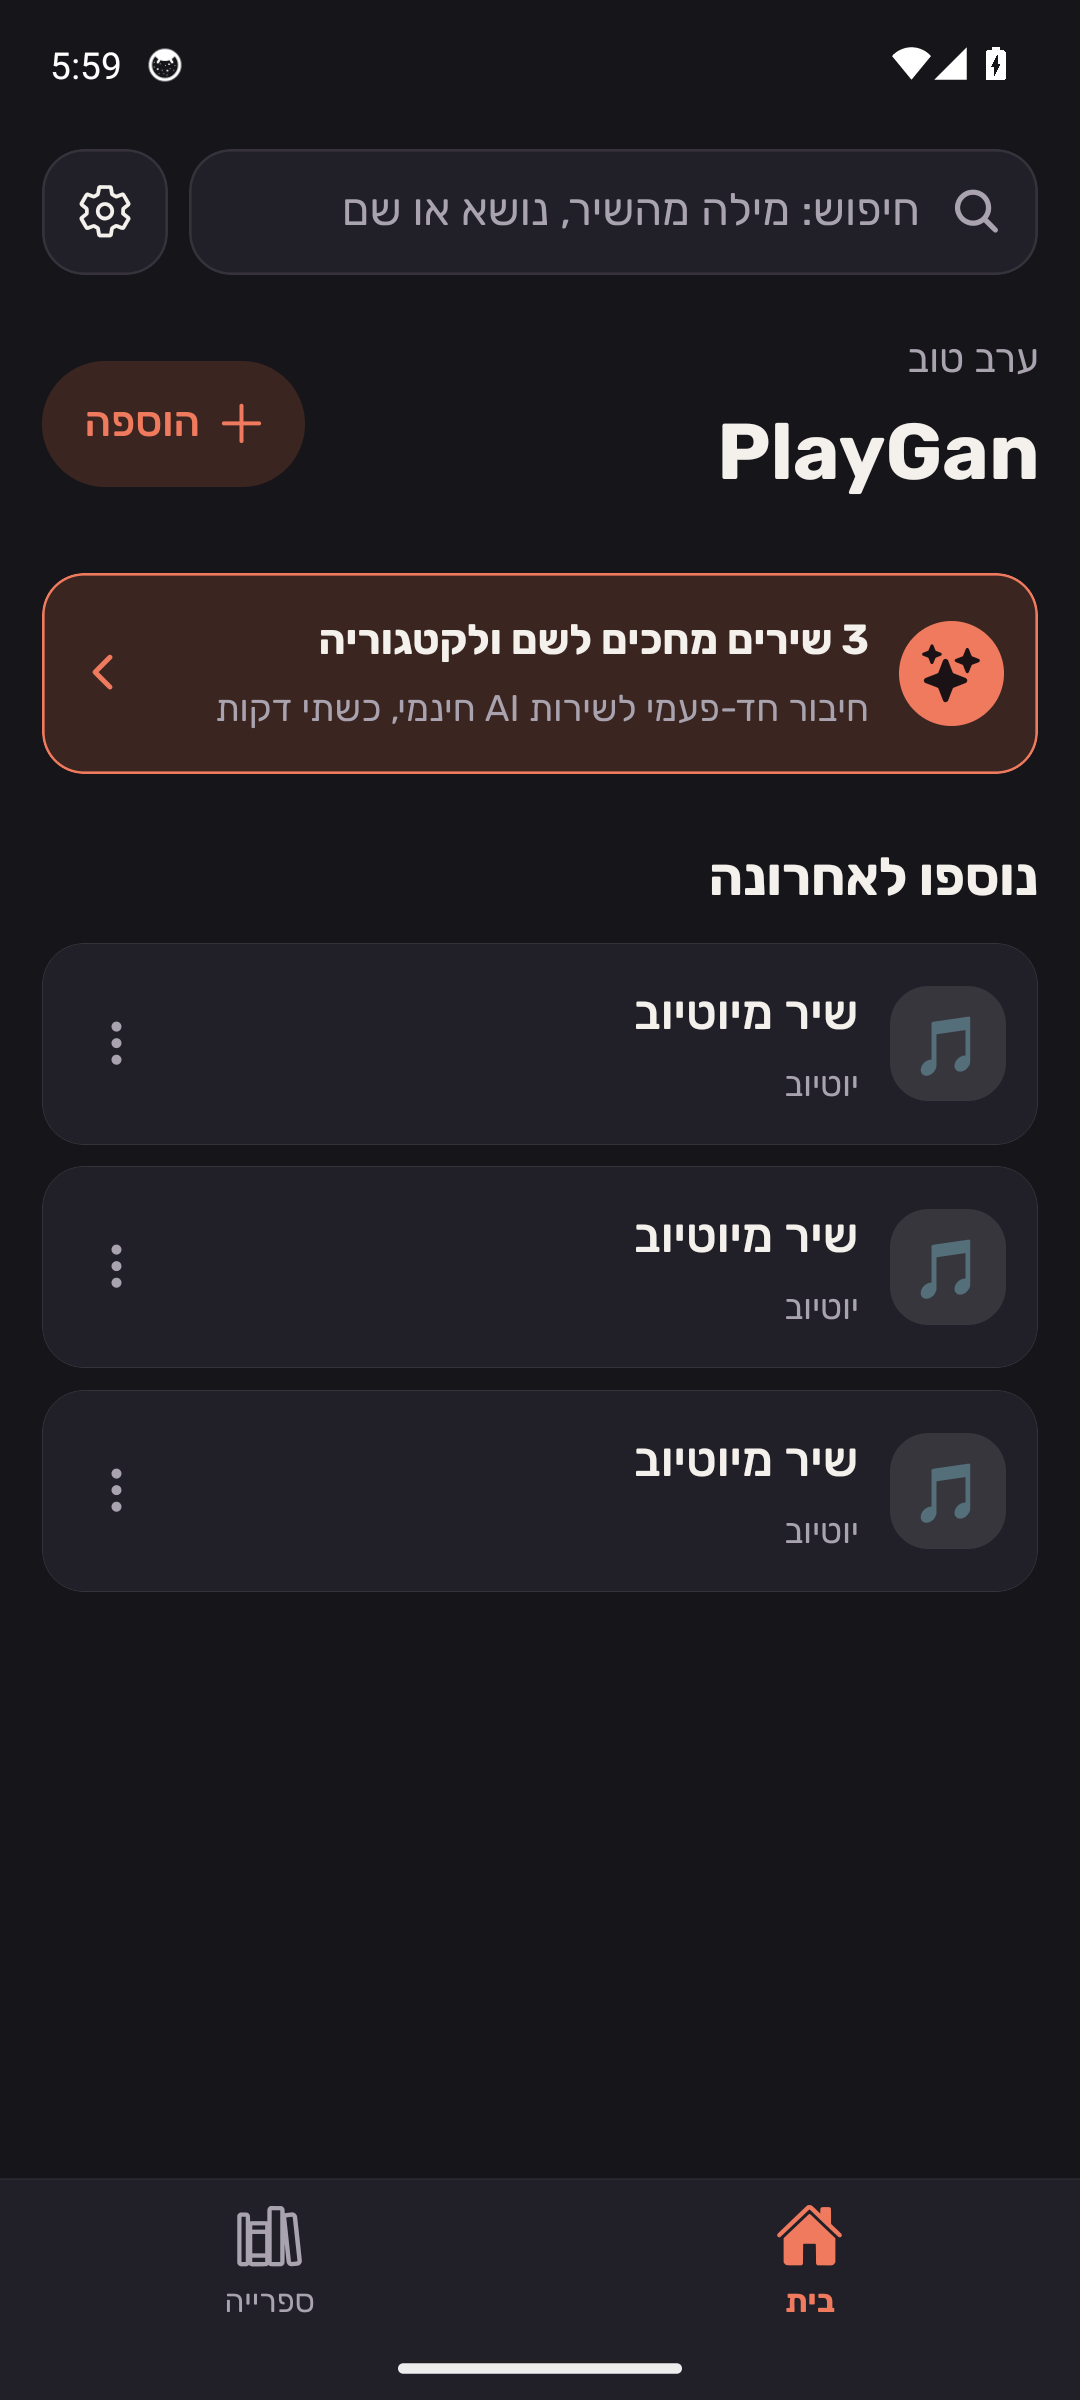 5:59
חיפוש: מילה מהשיר, נושא או שם
ערב טוב
PlayGan
הוספה
3 שירים מחכים לשם ולקטגוריה
חיבור חד-פעמי לשירות AI חינמי, כשתי דקות
נוספו לאחרונה
שיר מיוטיוב
יוטיוב
שיר מיוטיוב
יוטיוב
שיר מיוטיוב
יוטיוב
בית
ספרייה